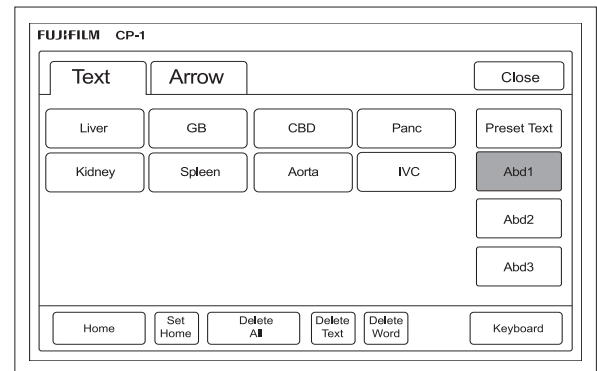 FUJIFILM CP-1
Text Arrow Close
Liver GB CBD Panc Preset Text
Kidney Spleen Aorta IVC Abd1
Abd2
Abd3
Home Set Home Delete All Delete Text Delete Word Keyboard